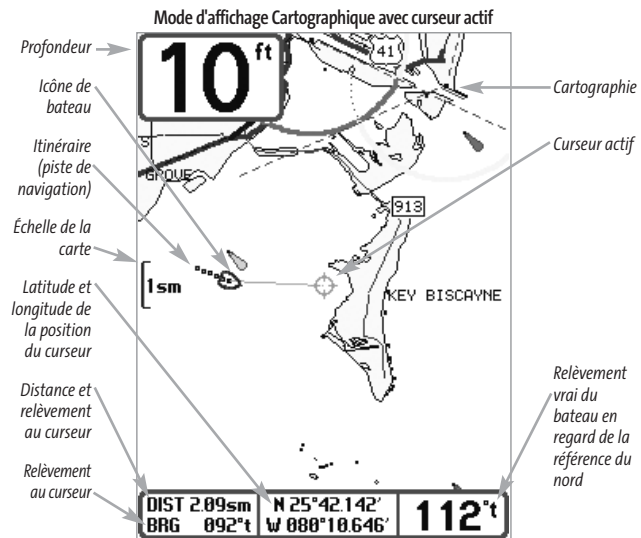 Mode d'affichage Cartographique avec curseur actif
Profondeur
Icône de
bateau
Itinéraire
(piste de
navigation)
Échelle de la
carte
Latitude et
longitude de
la position
du curseur
Distance et
relèvement
au curseur
Relèvement
au curseur
10 ft
41
S
GROVE
913
1sm
KEY BISCAYNE
DIST 2.09sm
BRG 092°t
N 25°42.142'
W 080°10.646'
112°t
Cartographie
Curseur actif
Relèvement
vrai du
bateau en
regard de la
référence du
nord